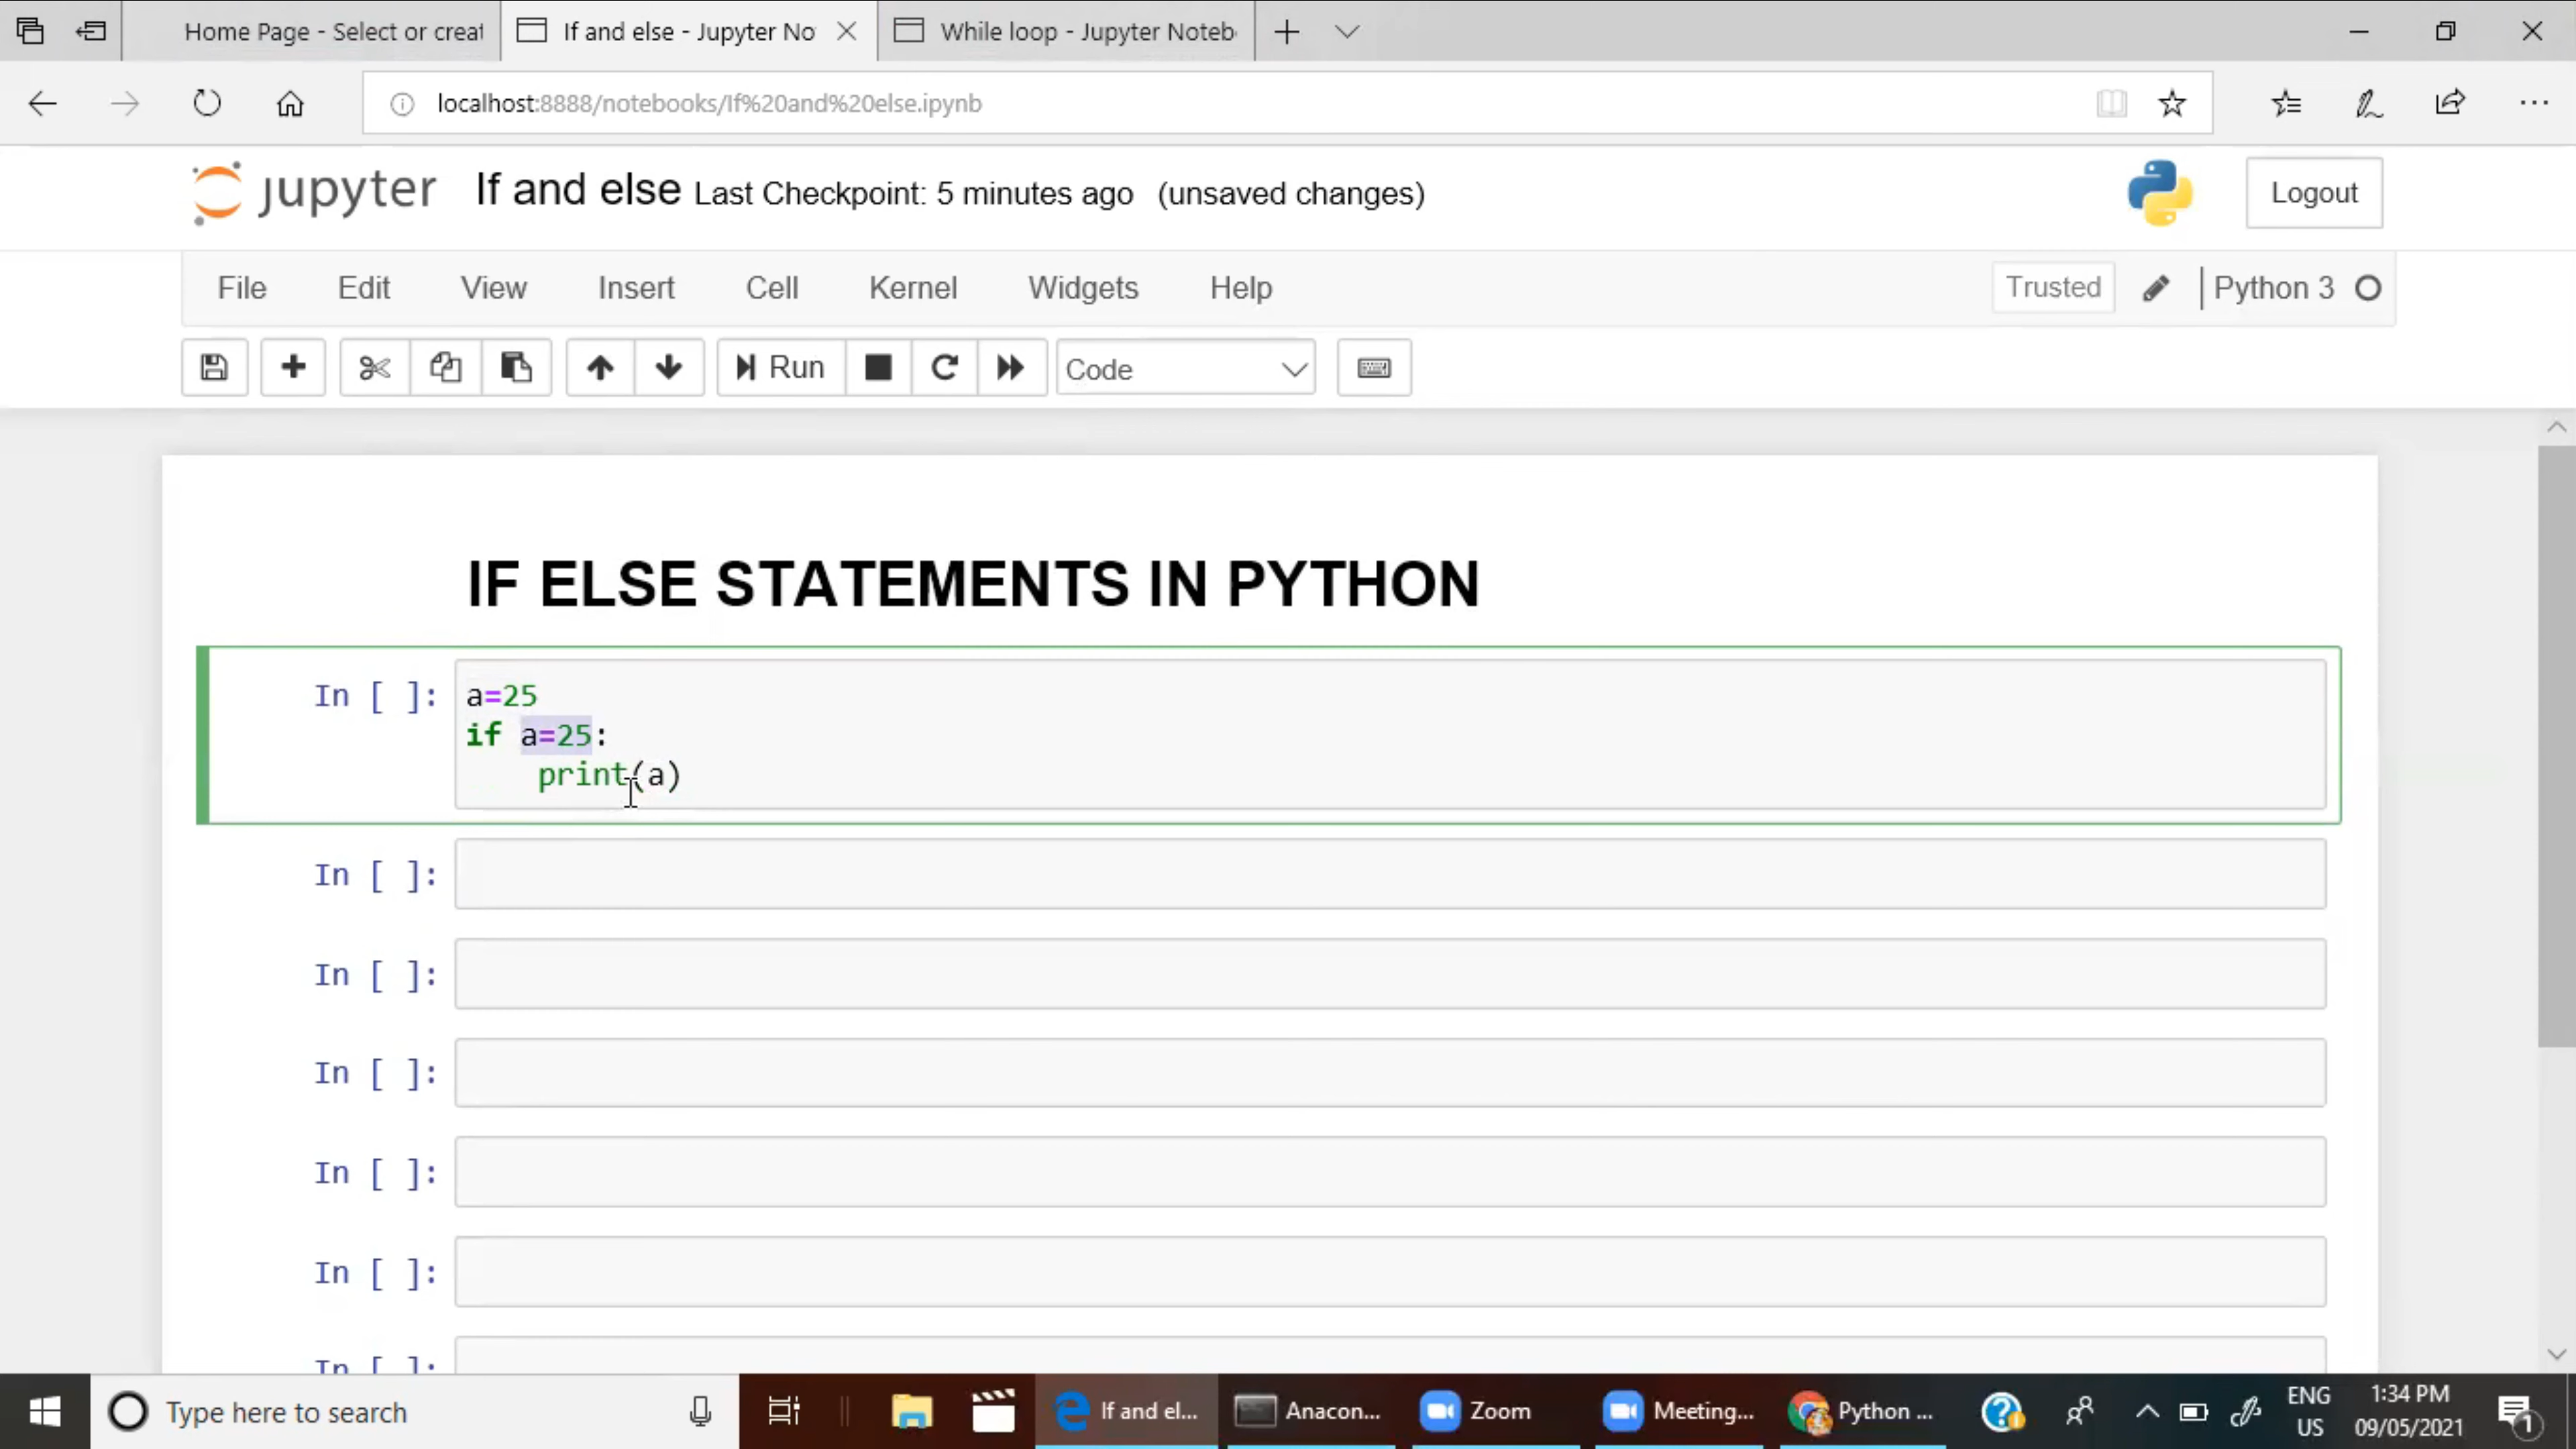 Home Page - Select or creat
If and else - Jupyter No
While loop - Jupyter Noteb
localhost:8888/notebooks/If%20and%20else.ipynb
jupyter If and else Last Checkpoint: 5 minutes ago (unsaved changes)
Logout
File Edit View Insert Cell Kernel Widgets Help
Trusted
Python 3
Run
Code
IF ELSE STATEMENTS IN PYTHON
In [ ]: a=25
if a=25:
print(a)
In [ ]:
In [ ]:
In [ ]:
In [ ]:
In [ ]:
In [ ]:
Type here to search
If and el...
Anacon...
Zoom
Meeting...
Python ...
ENG
US
1:34 PM
09/05/2021
1